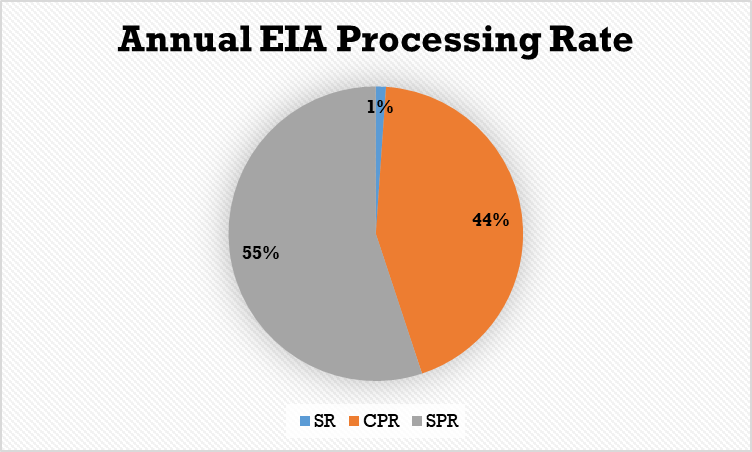 Annual EIA Processing Rate
1%
44%
55%
SR CPR SPR